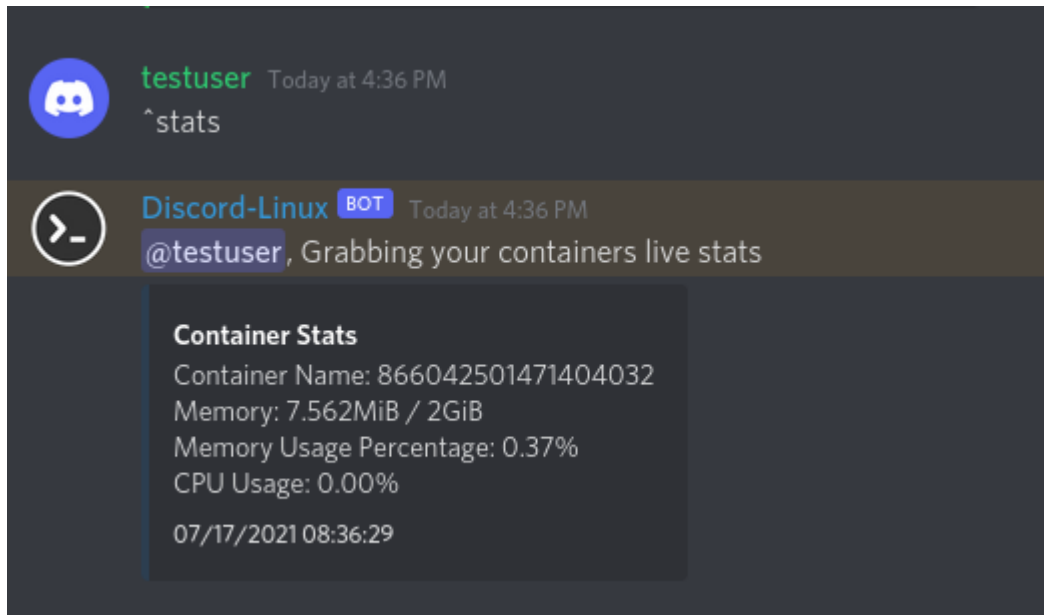 testuser Today at 4:36 PM
^stats
Discord-Linux BOT Today at 4:36 PM
@testuser, Grabbing your containers live stats
Container Stats
Container Name: 866042501471404032
Memory: 7.562MiB / 2GiB
Memory Usage Percentage: 0.37%
CPU Usage: 0.00%
07/17/2021 08:36:29